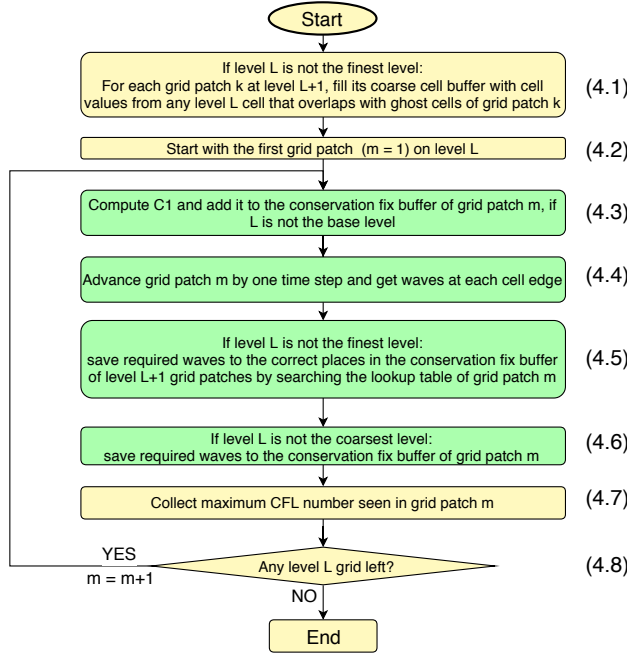 Start
If level L is not the finest level:
For each grid patch k at level L+1, fill its coarse cell buffer with cell
values from any level L cell that overlaps with ghost cells of grid patch k
(4.1)
Start with the first grid patch (m = 1) on level L
(4.2)
Compute C1 and add it to the conservation fix buffer of grid patch m, if
L is not the base level
(4.3)
Advance grid patch m by one time step and get waves at each cell edge
(4.4)
If level L is not the finest level:
save required waves to the correct places in the conservation fix buffer
of level L+1 grid patches by searching the lookup table of grid patch m
(4.5)
If level L is not the coarsest level:
save required waves to the conservation fix buffer of grid patch m
(4.6)
Collect maximum CFL number seen in grid patch m
(4.7)
YES
m = m+1
Any level L grid left?
(4.8)
NO
End